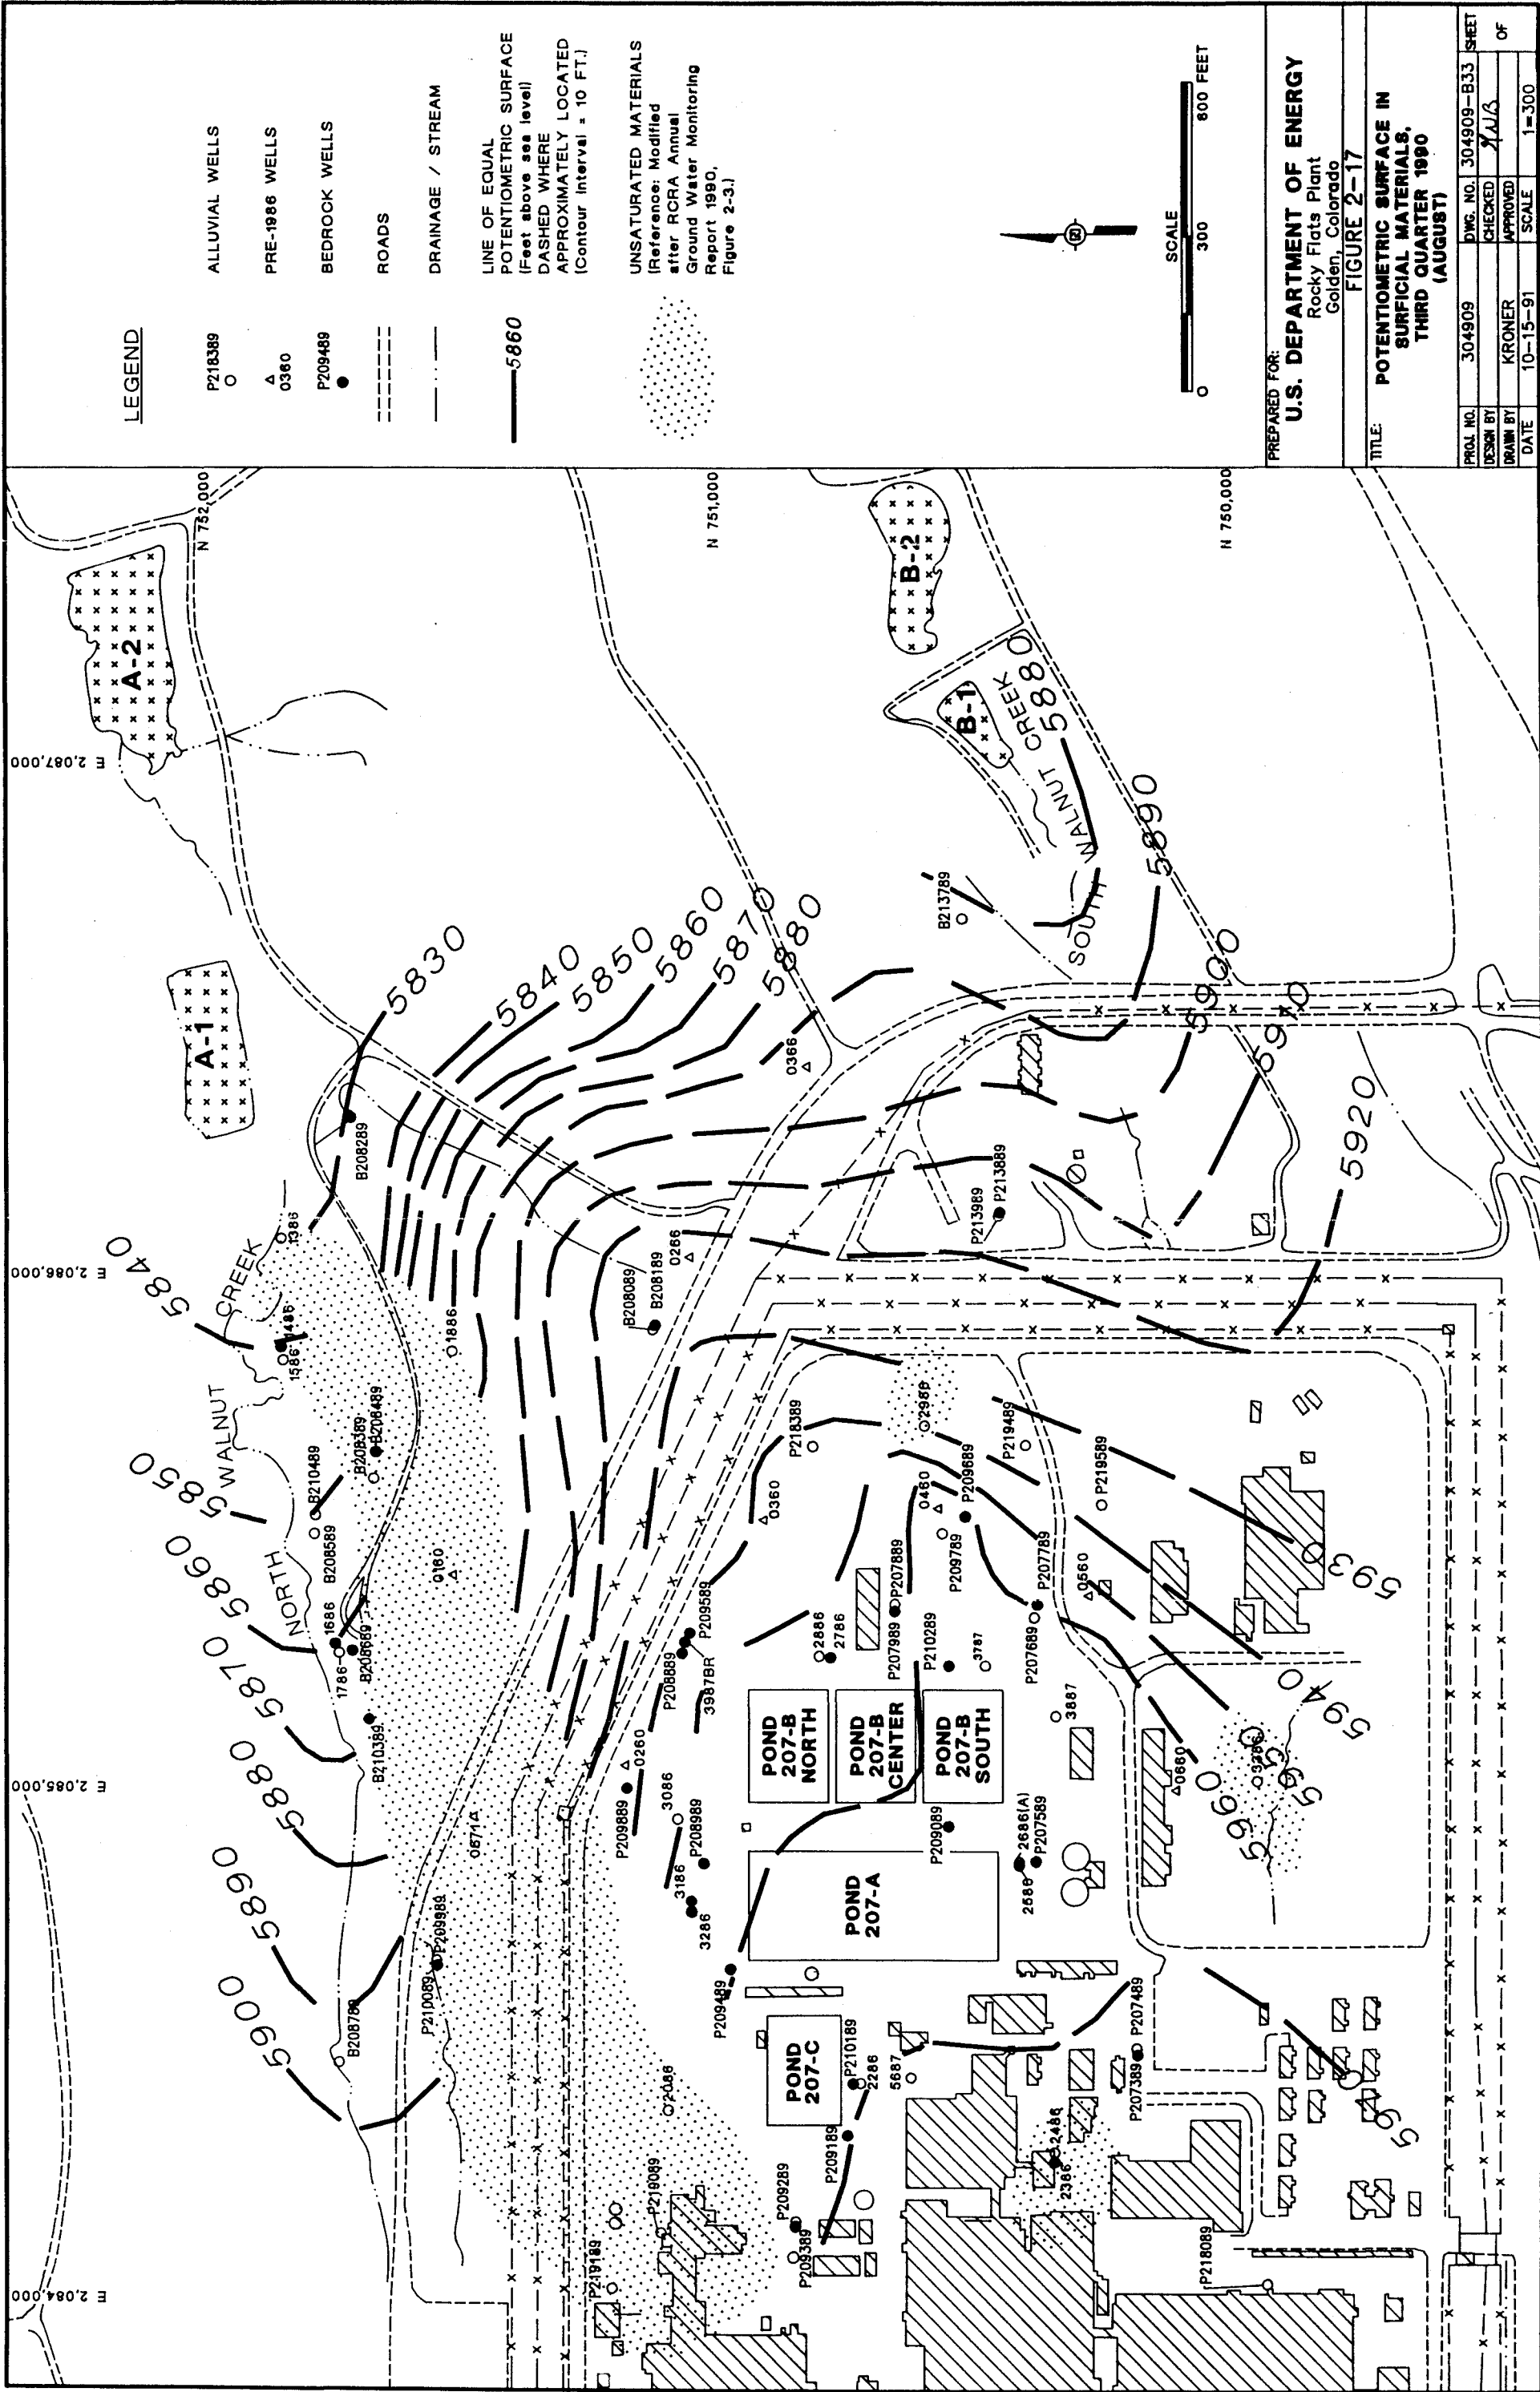 LEGEND
P218389
ALLUVIAL WELLS
0360
PRE-1986 WELLS
P209489
BEDROCK WELLS
ROADS
DRAINAGE / STREAM
5860
LINE OF EQUAL
POTENTIOMETRIC SURFACE
(Feet above sea level)
DASHED WHERE
APPROXIMATELY LOCATED
(Contour Interval = 10 FT.)
UNSATURATED MATERIALS
(Reference: Modified
after RCRA Annual
Ground Water Monitoring
Report 1990,
Figure 2-3.)
SCALE
0 300 600 FEET
PREPARED FOR:
U.S. DEPARTMENT OF ENERGY
Rocky Flats Plant
Golden, Colorado
FIGURE 2-17
TITLE:
POTENTIOMETRIC SURFACE IN
SURFICIAL MATERIALS,
THIRD QUARTER 1990
(AUGUST)
PROJ. NO. 304909 DWG. NO. 304909-B33 SHEET
DESIGN BY CHECKED OF
DRAWN BY KRONER APPROVED
DATE 10-15-91 SCALE 1=300
E 2,084,000
E 2,085,000
E 2,086,000
E 2,087,000
N 752,000
N 751,000
N 750,000
A-1
A-2
B-1
B-2
NORTH
WALNUT
CREEK
SOUTH
WALNUT CREEK
5900
5890
5880
5870
5860
5850
5840
5830
5840
5850
5860
5870
5880
5880
5890
5900
5910
5920
593
5940
595
5960
597
POND
207-A
POND
207-B
NORTH
POND
207-B
CENTER
POND
207-B
SOUTH
POND
207-C
B208789
P210089
P209989
B210389
0671
1786
1686
B208689
B208589
B210489
B208389
B208489
0160
1586
1486
1386
1886
B208289
B208089
B208189
0266
0366
B213789
P213989
P213889
P219189
P219089
2086
P209489
P209289
P209389
P209189
P210189
2286
5687
2386
2486
P207389
P207489
P218089
3286
3186
P208989
3086
P209889
0260
P208889
3987BR
P209589
0360
P218389
2886
2786
P207989
P207889
P210289
3787
P209089
2586
2686(A)
P207589
3887
P207689
P207789
P209789
0460
P209689
2986
P219489
P219589
0560
0660
3386